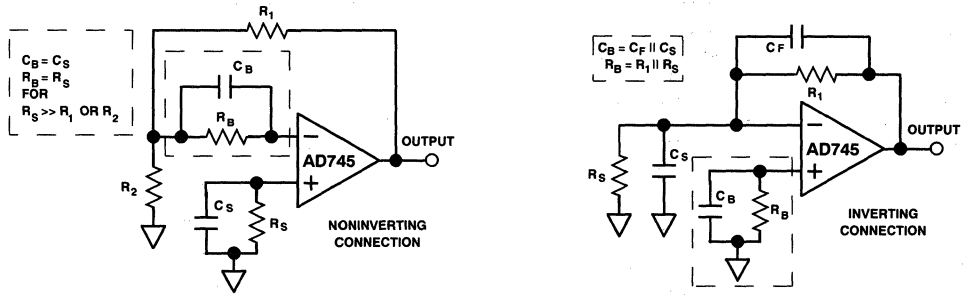 R1
CB = CS
RB = RS
FOR
RS >> R1 OR R2
CB
RB
−
AD745
+
OUTPUT
R2
CS
RS
NONINVERTING
CONNECTION
CB = CF || CS
RB = R1 || RS
CF
R1
−
AD745
+
OUTPUT
RS
CS
CB
RB
INVERTING
CONNECTION